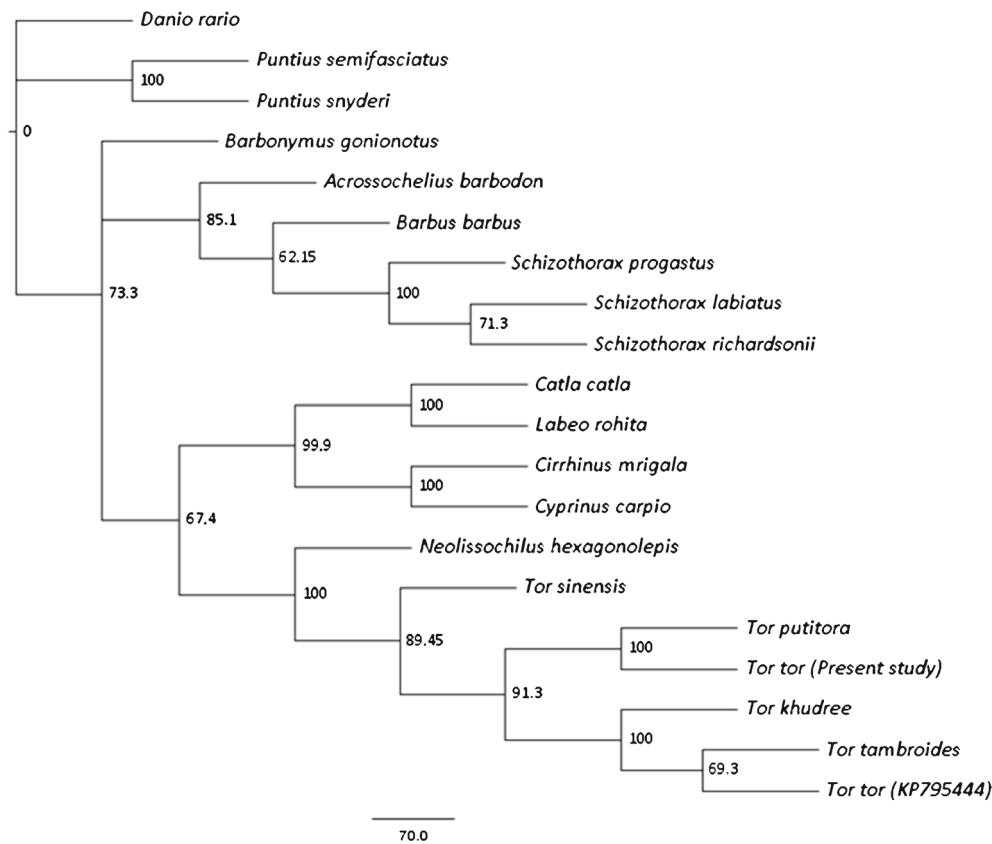 Danio rario
Puntius semifasciatus
100
Puntius snyderi
0
Barbonymus gonionotus
Acrossochelius barbodon
85.1
Barbus barbus
62.15
Schizothorax progastus
73.3
100
Schizothorax labiatus
71.3
Schizothorax richardsonii
Catla catla
100
Labeo rohita
99.9
Cirrhinus mrigala
100
Cyprinus carpio
67.4
Neolissochilus hexagonolepis
100
Tor sinensis
89.45
Tor putitora
100
Tor tor (Present study)
91.3
Tor khudree
100
Tor tambroides
69.3
Tor tor (KP795444)
70.0